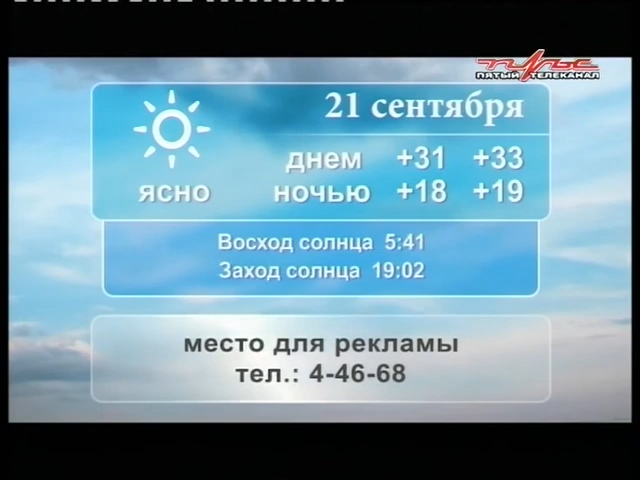 Пульс
ПЯТЫЙ ТЕЛЕКАНАЛ
21 сентября
днем +31 +33
ясно
ночью +18 +19
Восход солнца 5:41
Заход солнца 19:02
место для рекламы
тел.: 4-46-68